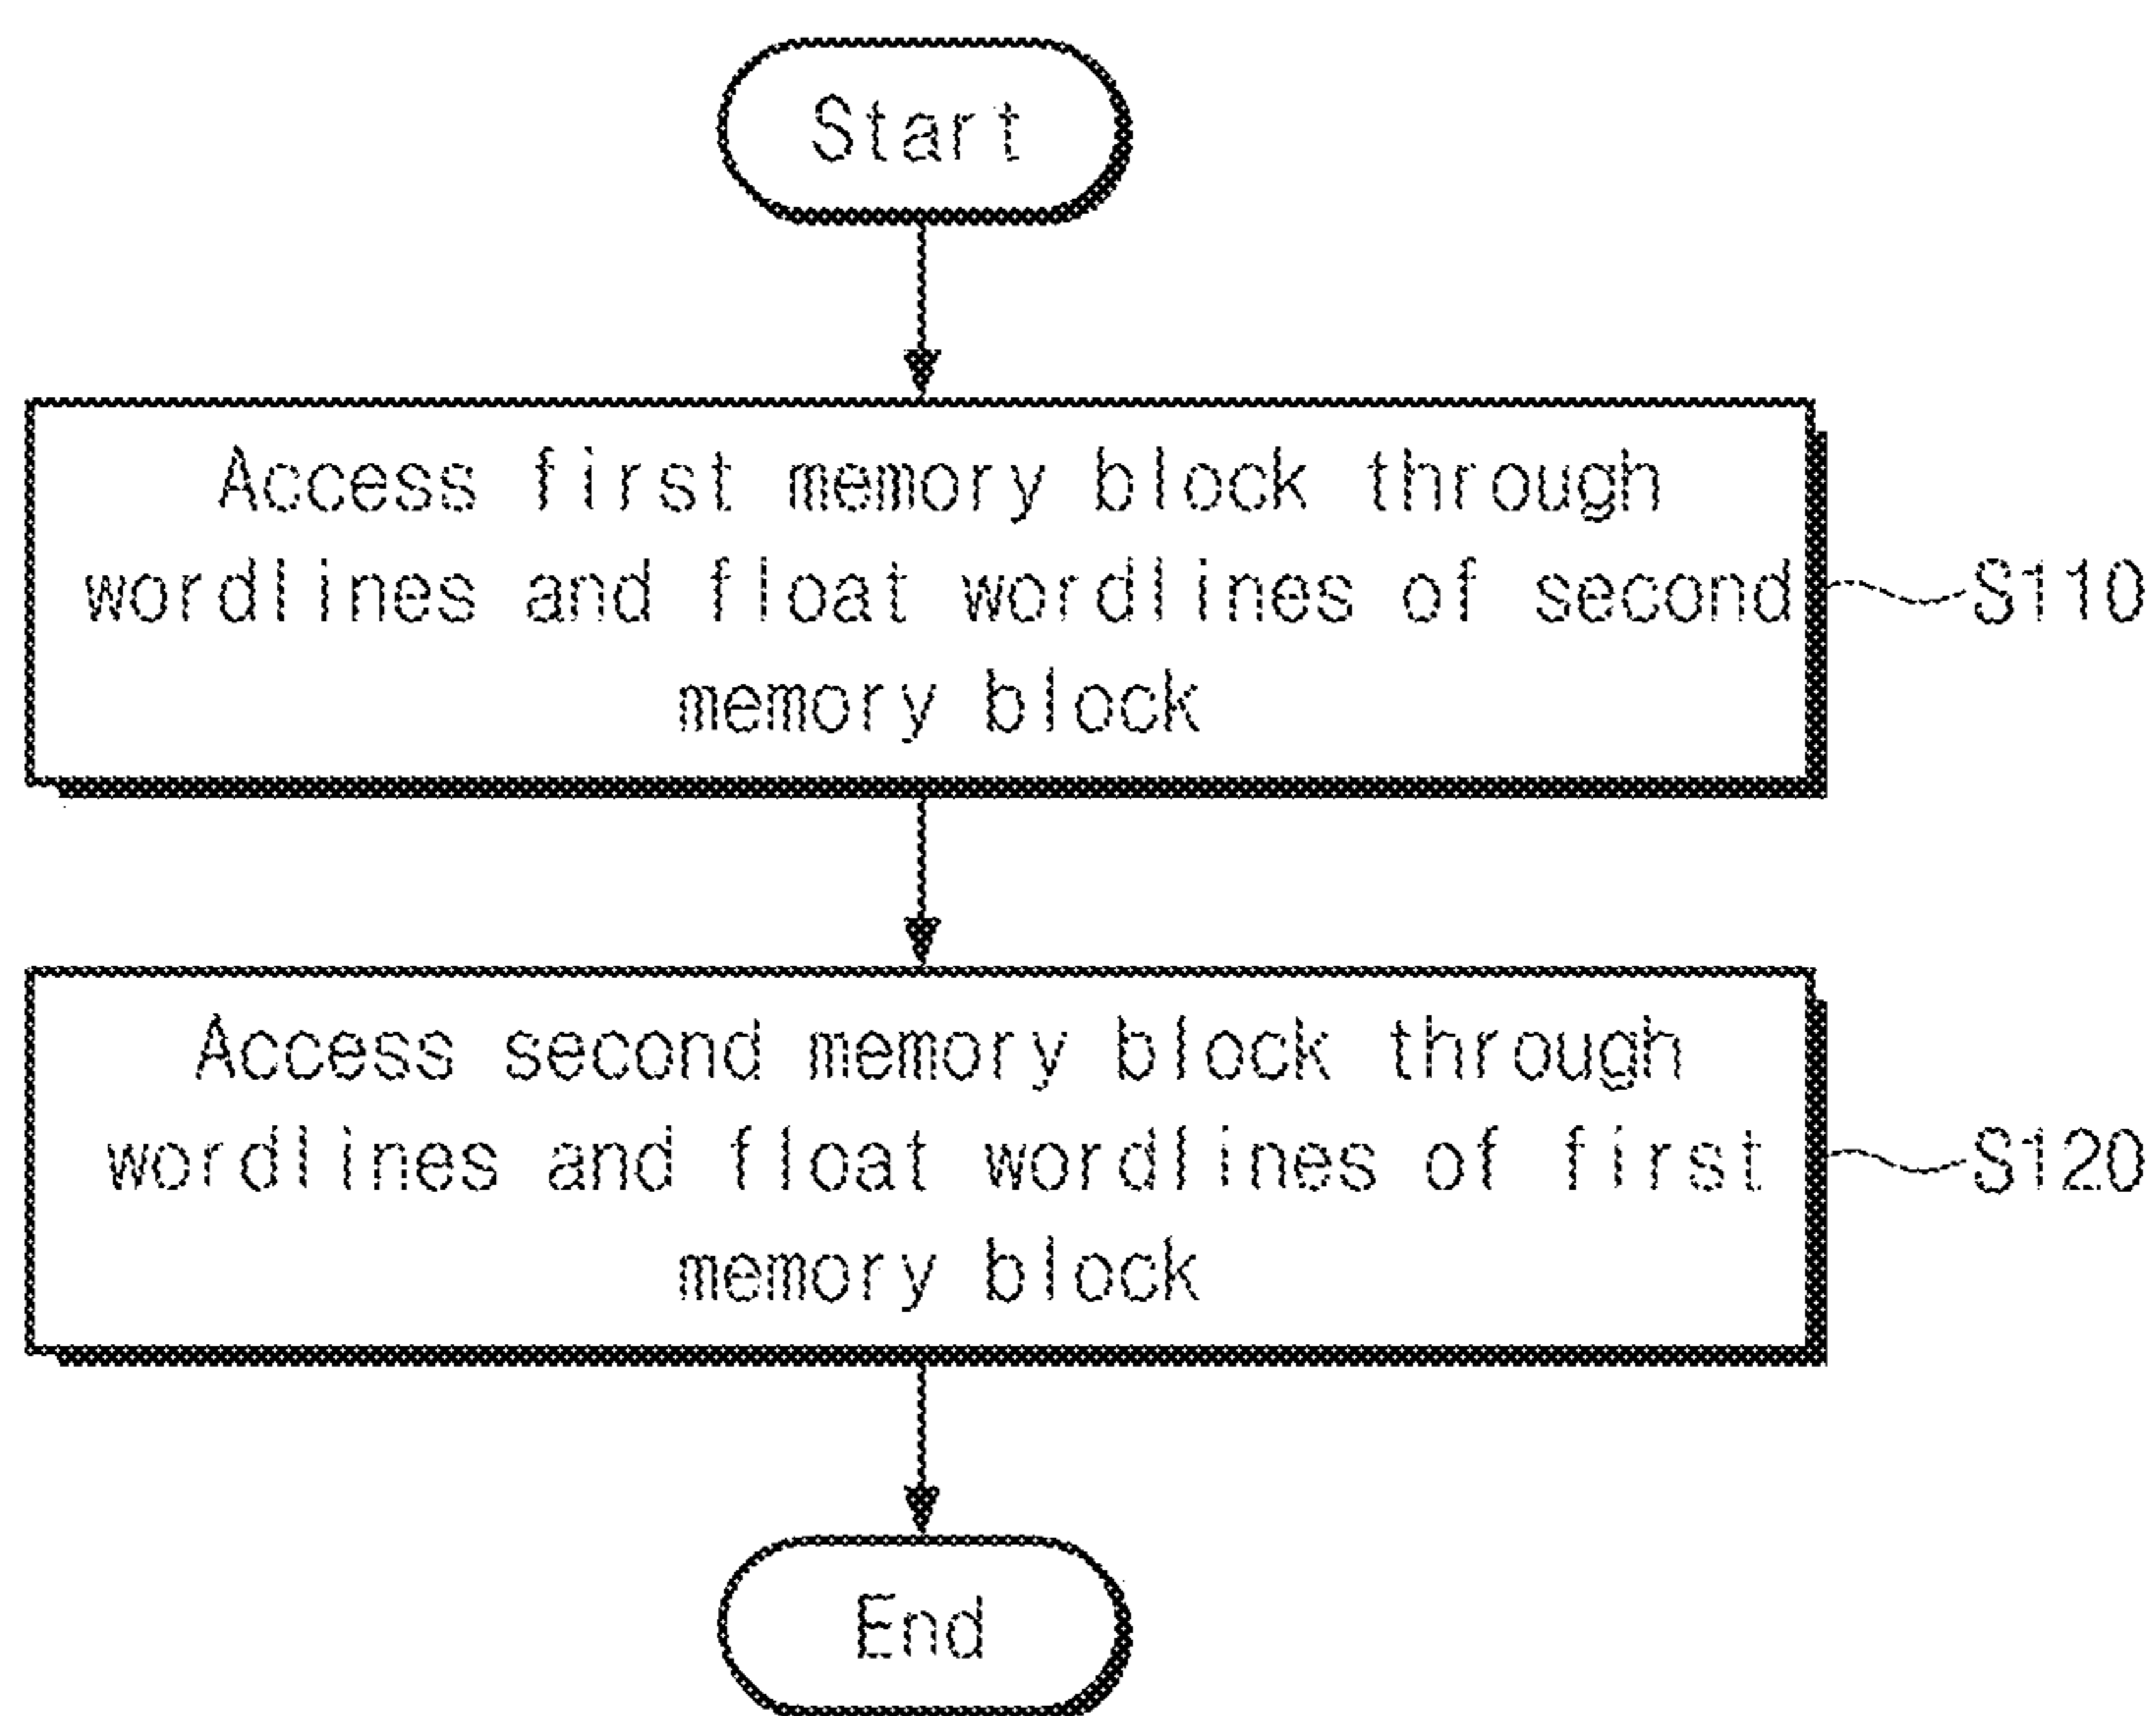 Start
Access first memory block through
wordlines and float wordlines of second
memory block
S110
Access second memory block through
wordlines and float wordlines of first
memory block
S120
End